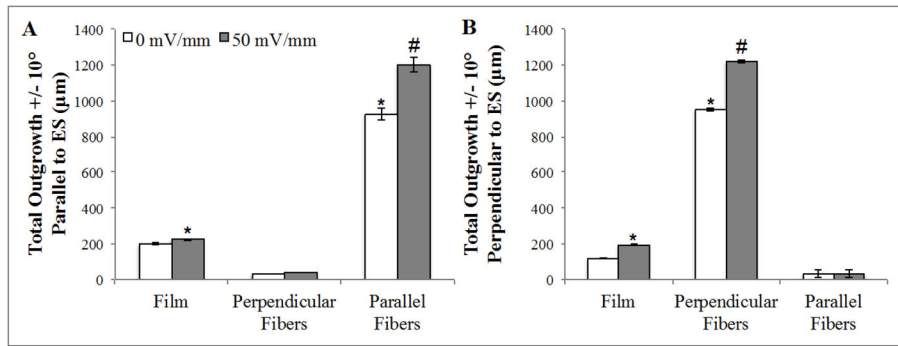 A
Total Outgrowth +/- 10°
Parallel to ES (µm)
1400
1200
1000
800
600
400
200
0
0 mV/mm 50 mV/mm
*
*
#
Film
Perpendicular
Fibers
Parallel
Fibers
B
Total Outgrowth +/- 10°
Perpendicular to ES (µm)
1400
1200
1000
800
600
400
200
0
*
*
#
Film
Perpendicular
Fibers
Parallel
Fibers